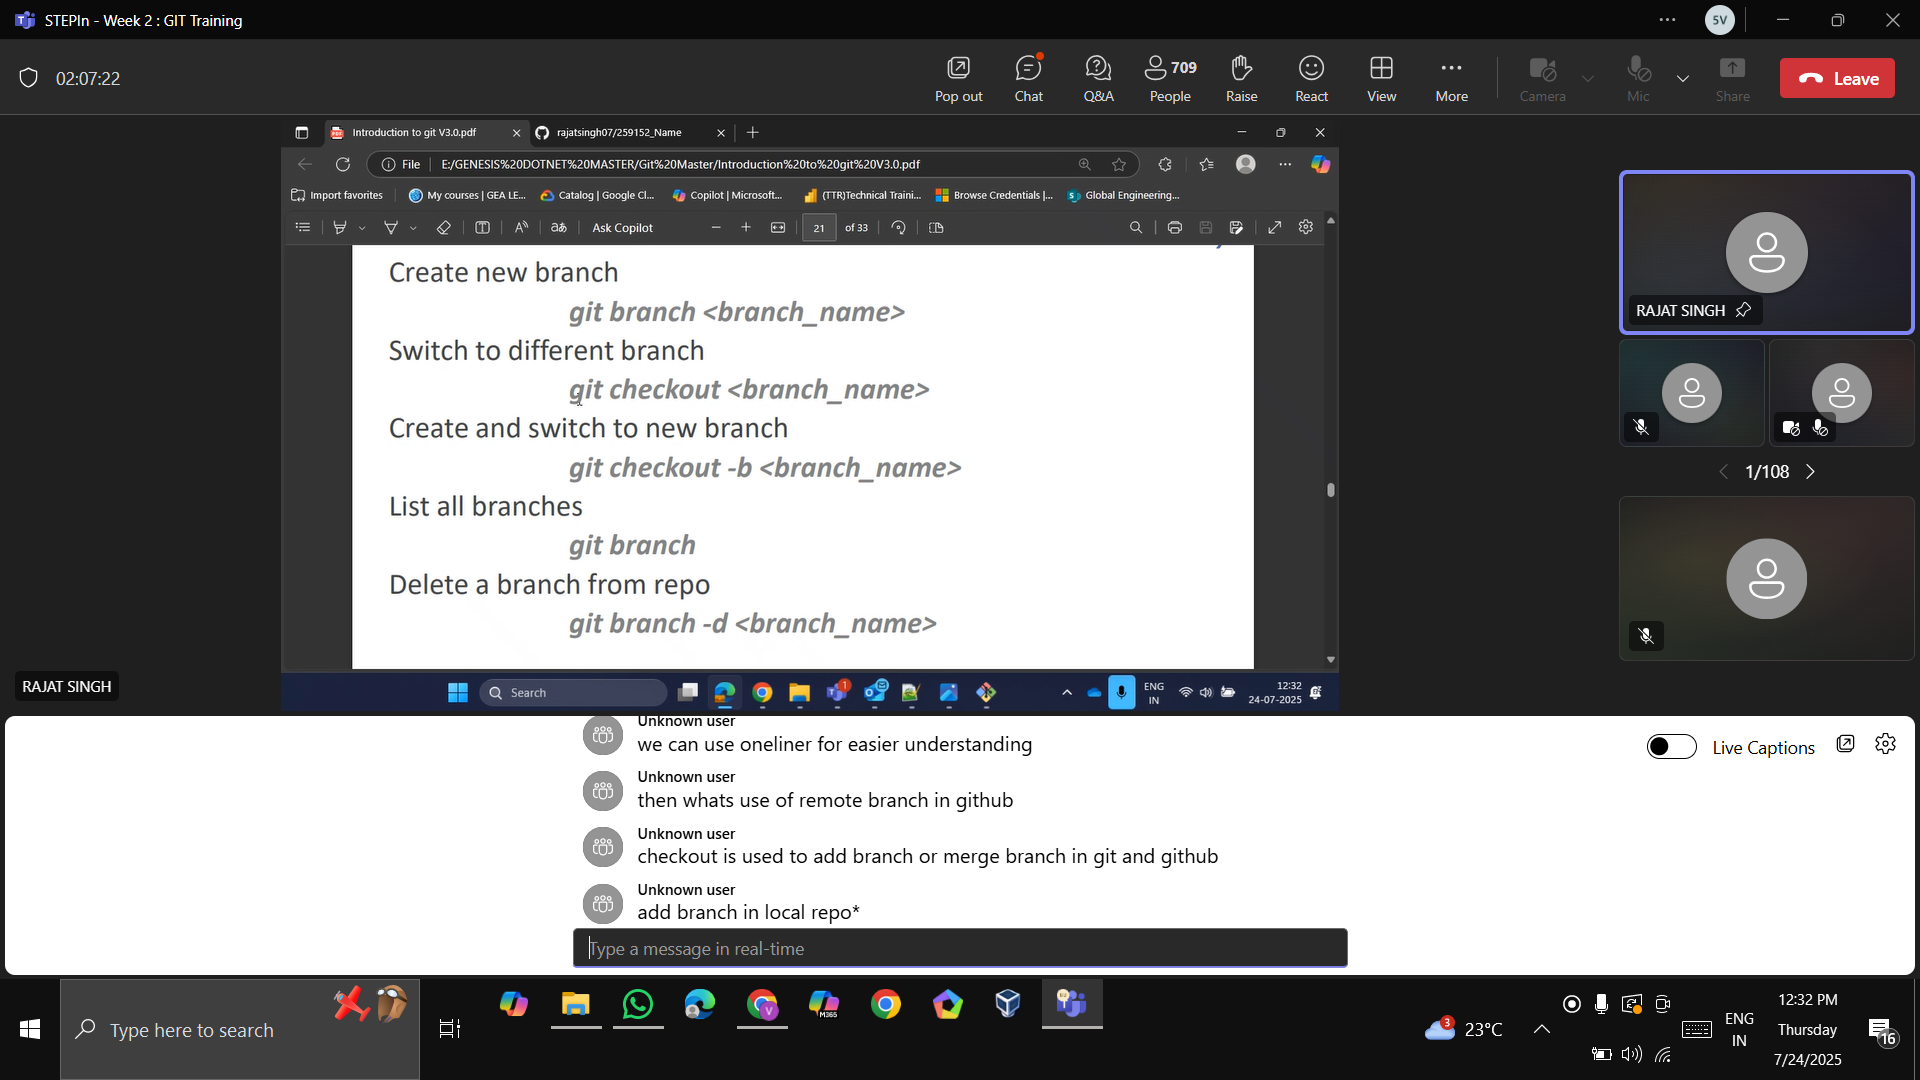 STEPIn - Week 2 : GIT Training
5V
02:07:22
Pop out
Chat
Q&A
709
People
Raise
React
View
More
Camera
Mic
Share
Leave
Introduction to git V3.0.pdf
rajatsingh07/259152_Name
File
E:/GENESIS%20DOTNET%20MASTER/Git%20Master/Introduction%20to%20git%20V3.0.pdf
Import favorites
My courses | GEA LE...
Catalog | Google Cl...
Copilot | Microsoft...
(TTR)Technical Traini...
Browse Credentials |...
Global Engineering...
Ask Copilot
21
of 33
Create new branch
git branch <branch_name>
Switch to different branch
git checkout <branch_name>
Create and switch to new branch
git checkout -b <branch_name>
List all branches
git branch
Delete a branch from repo
git branch -d <branch_name>
Search
1
ENG
IN
12:32
24-07-2025
RAJAT SINGH
RAJAT SINGH
1/108
Unknown user
we can use oneliner for easier understanding
Unknown user
then whats use of remote branch in github
Unknown user
checkout is used to add branch or merge branch in git and github
Unknown user
add branch in local repo*
Type a message in real-time
Live Captions
Type here to search
V
M365
3
23°C
ENG
IN
12:32 PM
Thursday
7/24/2025
16